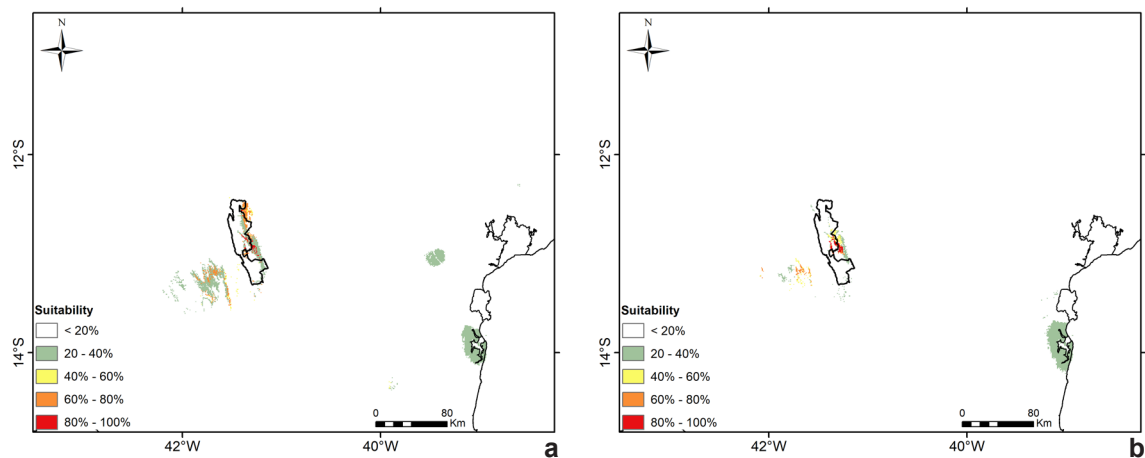 N
12°S
14°S
Suitability
< 20%
20 - 40%
40% - 60%
60% - 80%
80% - 100%
0 80
Km
42°W 40°W
a
N
12°S
14°S
Suitability
< 20%
20 - 40%
40% - 60%
60% - 80%
80% - 100%
0 80
Km
42°W 40°W
b